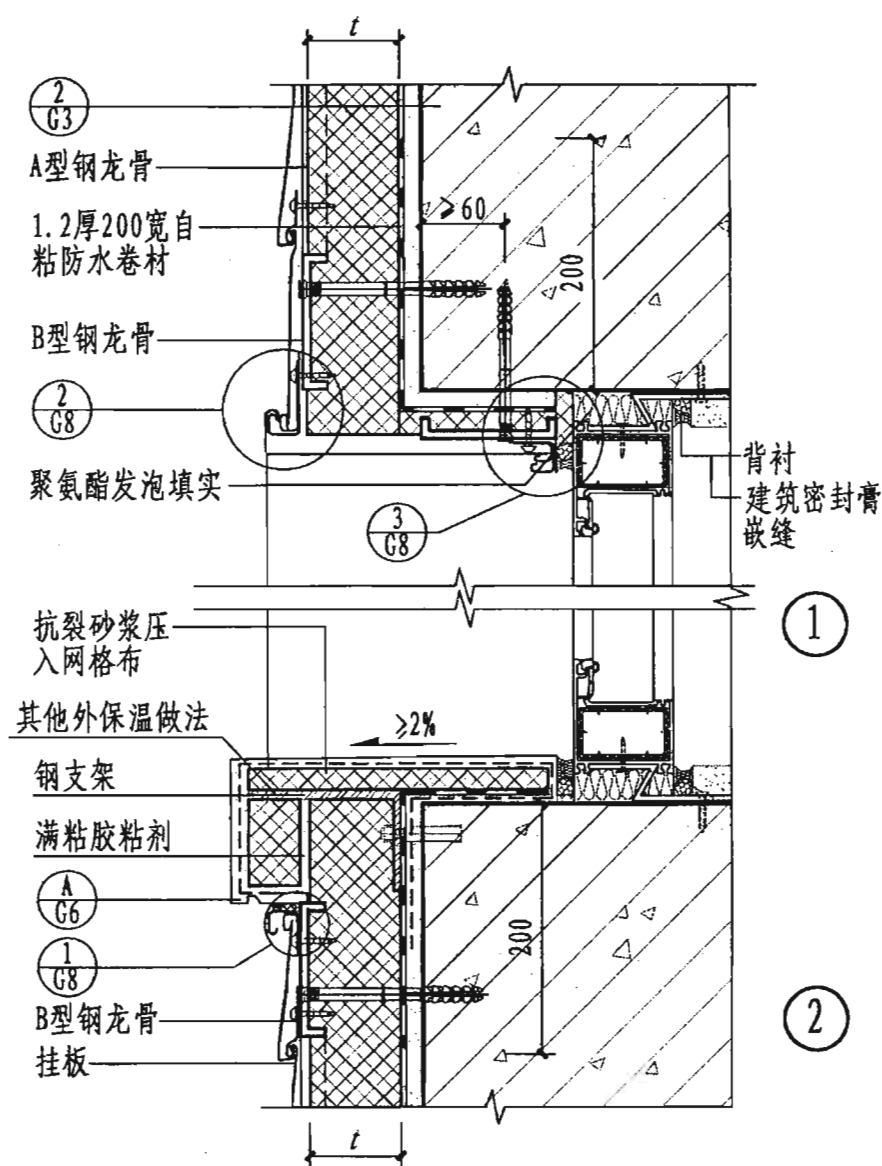 t
2
G3
A型钢龙骨
1.2厚200宽自
粘防水卷材
≥60
200
B型钢龙骨
2
G8
聚氨酯发泡填实
3
G8
背衬
建筑密封膏
嵌缝
1
抗裂砂浆压
入网格布
其他外保温做法
≥2%
钢支架
满粘胶粘剂
A
G6
1
G8
200
B型钢龙骨
挂板
2
t